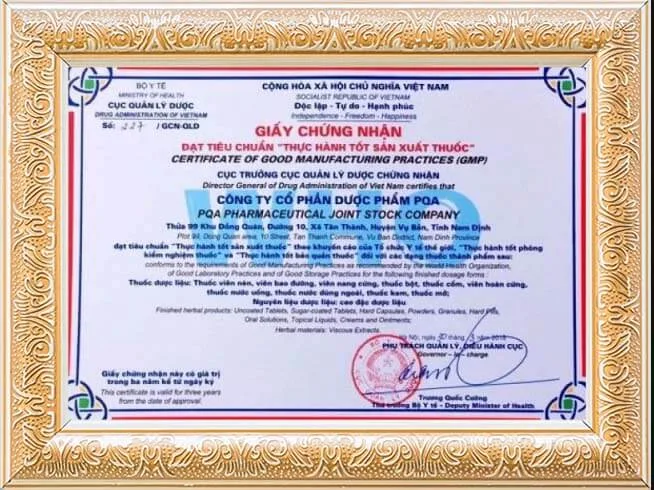 BỘ Y TẾ
MINISTRY OF HEALTH
CỤC QUẢN LÝ DƯỢC
DRUG ADMINISTRATION OF VIETNAM
Số: 227 / GCN-QLD
CỘNG HÒA XÃ HỘI CHỦ NGHĨA VIỆT NAM
SOCIALIST REPUBLIC OF VIETNAM
Độc lập - Tự do - Hạnh phúc
Independence - Freedom - Happiness
GIẤY CHỨNG NHẬN
ĐẠT TIÊU CHUẨN "THỰC HÀNH TỐT SẢN XUẤT THUỐC"
CERTIFICATE OF GOOD MANUFACTURING PRACTICES (GMP)
CỤC TRƯỞNG CỤC QUẢN LÝ DƯỢC CHỨNG NHẬN
Director General of Drug Administration of Viet Nam certifies that
CÔNG TY CỔ PHẦN DƯỢC PHẨM PQA
PQA PHARMACEUTICAL JOINT STOCK COMPANY
Thửa 99 Khu Đồng Quán, Đường 10, Xã Tân Thành, Huyện Vụ Bản, Tỉnh Nam Định
Plot 99, Dong Quan area, 10 Street, Tan Thanh Commune, Vu Ban District, Nam Dinh Province
đạt tiêu chuẩn "Thực hành tốt sản xuất thuốc" theo khuyến cáo của Tổ chức Y tế thế giới, "Thực hành tốt phòng
kiểm nghiệm thuốc" và "Thực hành tốt bảo quản thuốc" đối với các dạng thuốc thành phẩm sau:
conforms to the requirements of Good Manufacturing Practices as recommended by the World Health Organization,
of Good Laboratory Practices and of Good Storage Practices for the following finished dosage forms :
Thuốc dược liệu: Thuốc viên nén, viên bao đường, viên nang cứng, thuốc bột, thuốc cốm, viên hoàn cứng,
thuốc nước uống, thuốc nước dùng ngoài, thuốc kem, thuốc mỡ;
Nguyên liệu dược liệu: cao đặc dược liệu.
Finished herbal products: Uncoated Tablets, Sugar-coated Tablets, Hard Capsules, Powders, Granules, Hard Pills,
Oral Solutions, Topical Liquids, Creams and Ointments;
Herbal materials: Viscous Extracts.
Hà Nội, ngày 30 tháng 3 năm 2018
PHỤ TRÁCH QUẢN LÝ, ĐIỀU HÀNH CỤC
Governor – in – charge
Giấy chứng nhận này có giá trị
trong ba năm kể từ ngày ký
This certificate is valid for three years
from the date of approval.
Trương Quốc Cường
Thứ trưởng Bộ Y tế - Deputy Minister of Health